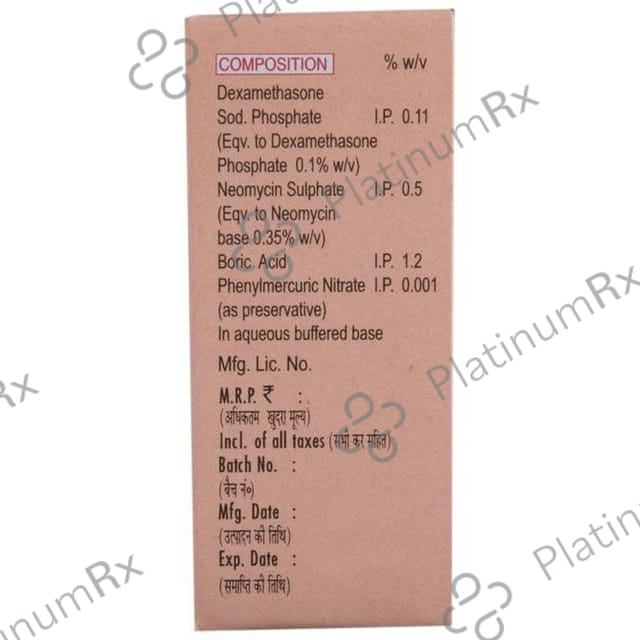 COMPOSITION % w/v
Dexamethasone
Sod. Phosphate I.P. 0.11
(Eqv. to Dexamethasone
Phosphate 0.1% w/v)
Neomycin Sulphate I.P. 0.5
(Eqv. to Neomycin
base 0.35% w/v)
Boric Acid I.P. 1.2
Phenylmercuric Nitrate I.P. 0.001
(as preservative)
In aqueous buffered base
Mfg. Lic. No.
M.R.P. ₹ :
(अधिकतम खुदरा मूल्य)
Incl. of all taxes (सभी कर सहित)
Batch No. :
(बैच नं०)
Mfg. Date :
(उत्पादन की तिथि)
Exp. Date :
(समाप्ति की तिथि)
PlatinumRx
PlatinumRx
PlatinumRx
Rx
PlatinumRx
numRx